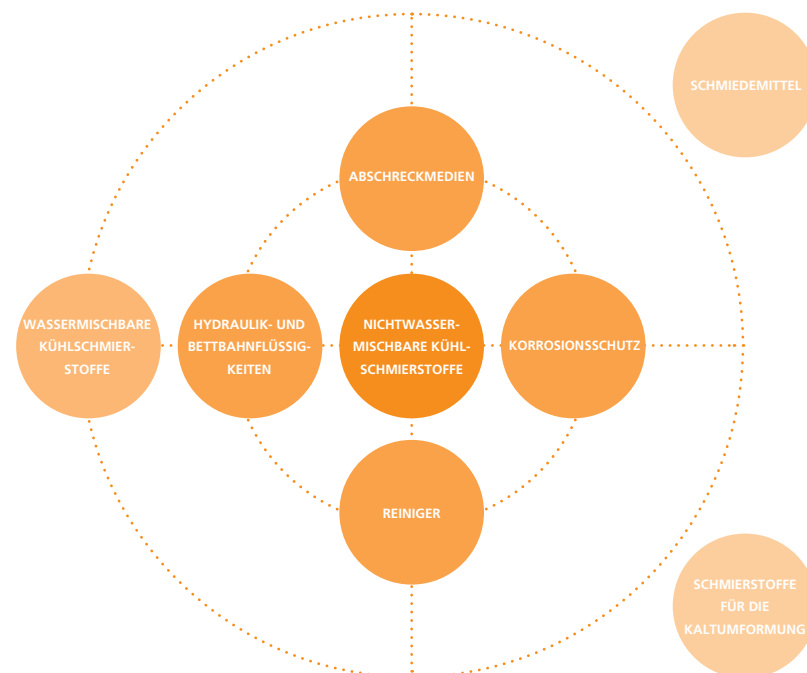 SCHMIEDEMITTEL
ABSCHRECKMEDIEN
WASSERMISCHBARE
KÜHLSCHMIER-
STOFFE
HYDRAULIK- UND
BETTBAHNFLÜSSIG-
KEITEN
NICHTWASSER-
MISCHBARE KÜHL-
SCHMIERSTOFFE
KORROSIONSSCHUTZ
REINIGER
SCHMIERSTOFFE
FÜR DIE
KALTUMFORMUNG